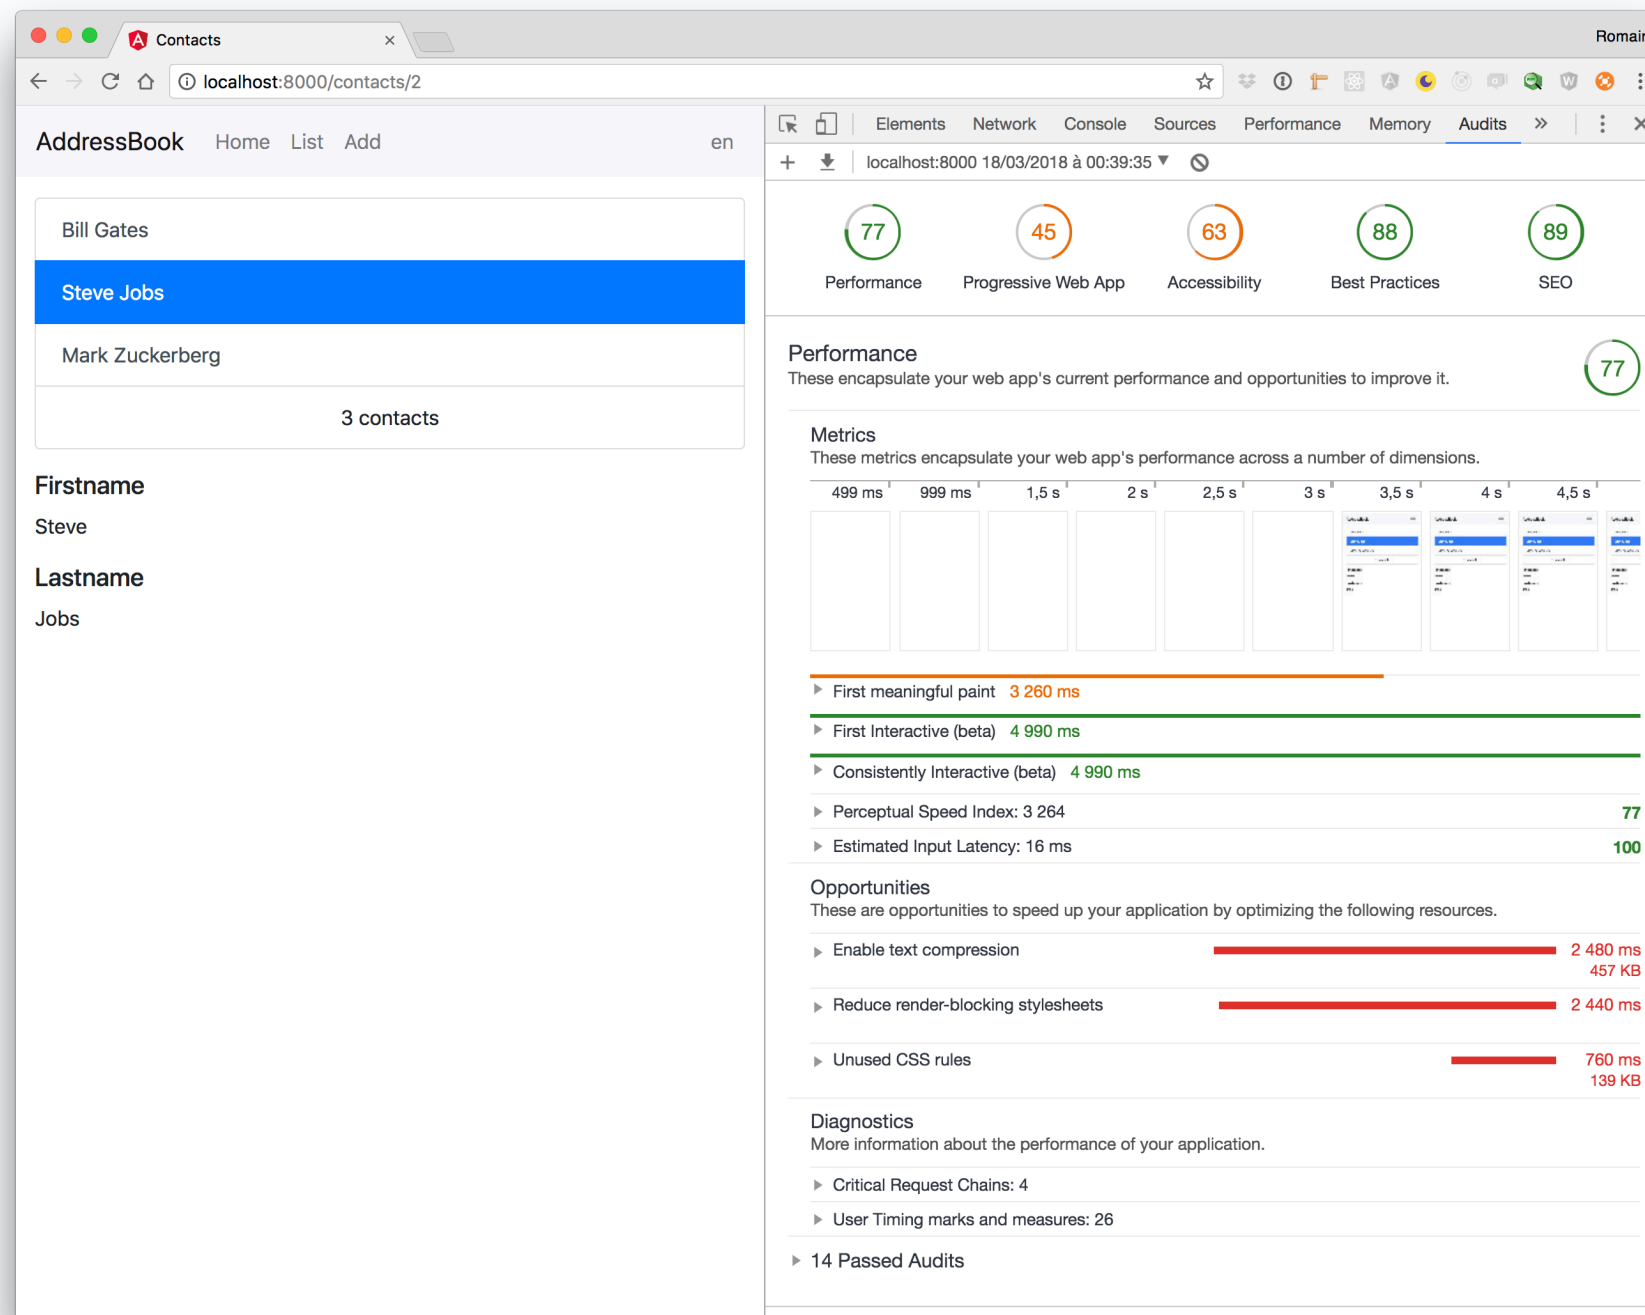 Contacts
Romain
localhost:8000/contacts/2
AddressBook Home List Add en
Bill Gates
Steve Jobs
Mark Zuckerberg
3 contacts
Firstname
Steve
Lastname
Jobs
Elements Network Console Sources Performance Memory Audits
localhost:8000 18/03/2018 à 00:39:35
77 45 63 88 89
Performance Progressive Web App Accessibility Best Practices SEO
Performance
These encapsulate your web app's current performance and opportunities to improve it.
77
Metrics
These metrics encapsulate your web app's performance across a number of dimensions.
499 ms 999 ms 1,5 s 2 s 2,5 s 3 s 3,5 s 4 s 4,5 s
First meaningful paint 3 260 ms
First Interactive (beta) 4 990 ms
Consistently Interactive (beta) 4 990 ms
Perceptual Speed Index: 3 264 77
Estimated Input Latency: 16 ms 100
Opportunities
These are opportunities to speed up your application by optimizing the following resources.
Enable text compression 2 480 ms
457 KB
Reduce render-blocking stylesheets 2 440 ms
Unused CSS rules 760 ms
139 KB
Diagnostics
More information about the performance of your application.
Critical Request Chains: 4
User Timing marks and measures: 26
14 Passed Audits